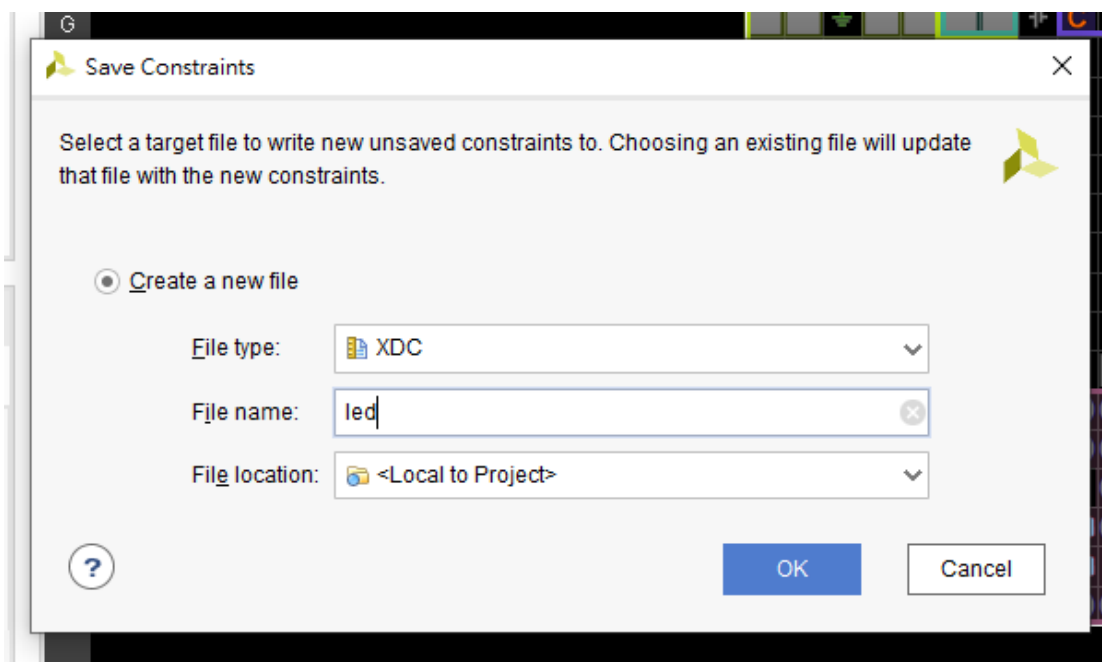 G
C
Save Constraints
Select a target file to write new unsaved constraints to. Choosing an existing file will update
that file with the new constraints.
Create a new file
File type: XDC
File name: led
File location: <Local to Project>
? OK Cancel